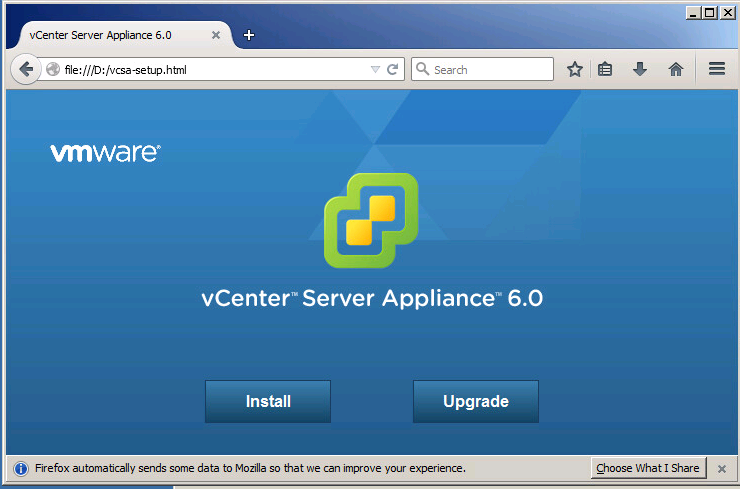 vCenter Server Appliance 6.0
file:///D:/vcsa-setup.html
Search
vmware®
vCenter™ Server Appliance™ 6.0
Install
Upgrade
Firefox automatically sends some data to Mozilla so that we can improve your experience.
Choose What I Share